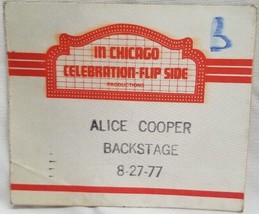 IN CHICAGO
CELEBRATION-FLIP SIDE
PRODUCTIONS
ALICE COOPER
BACKSTAGE
8-27-77